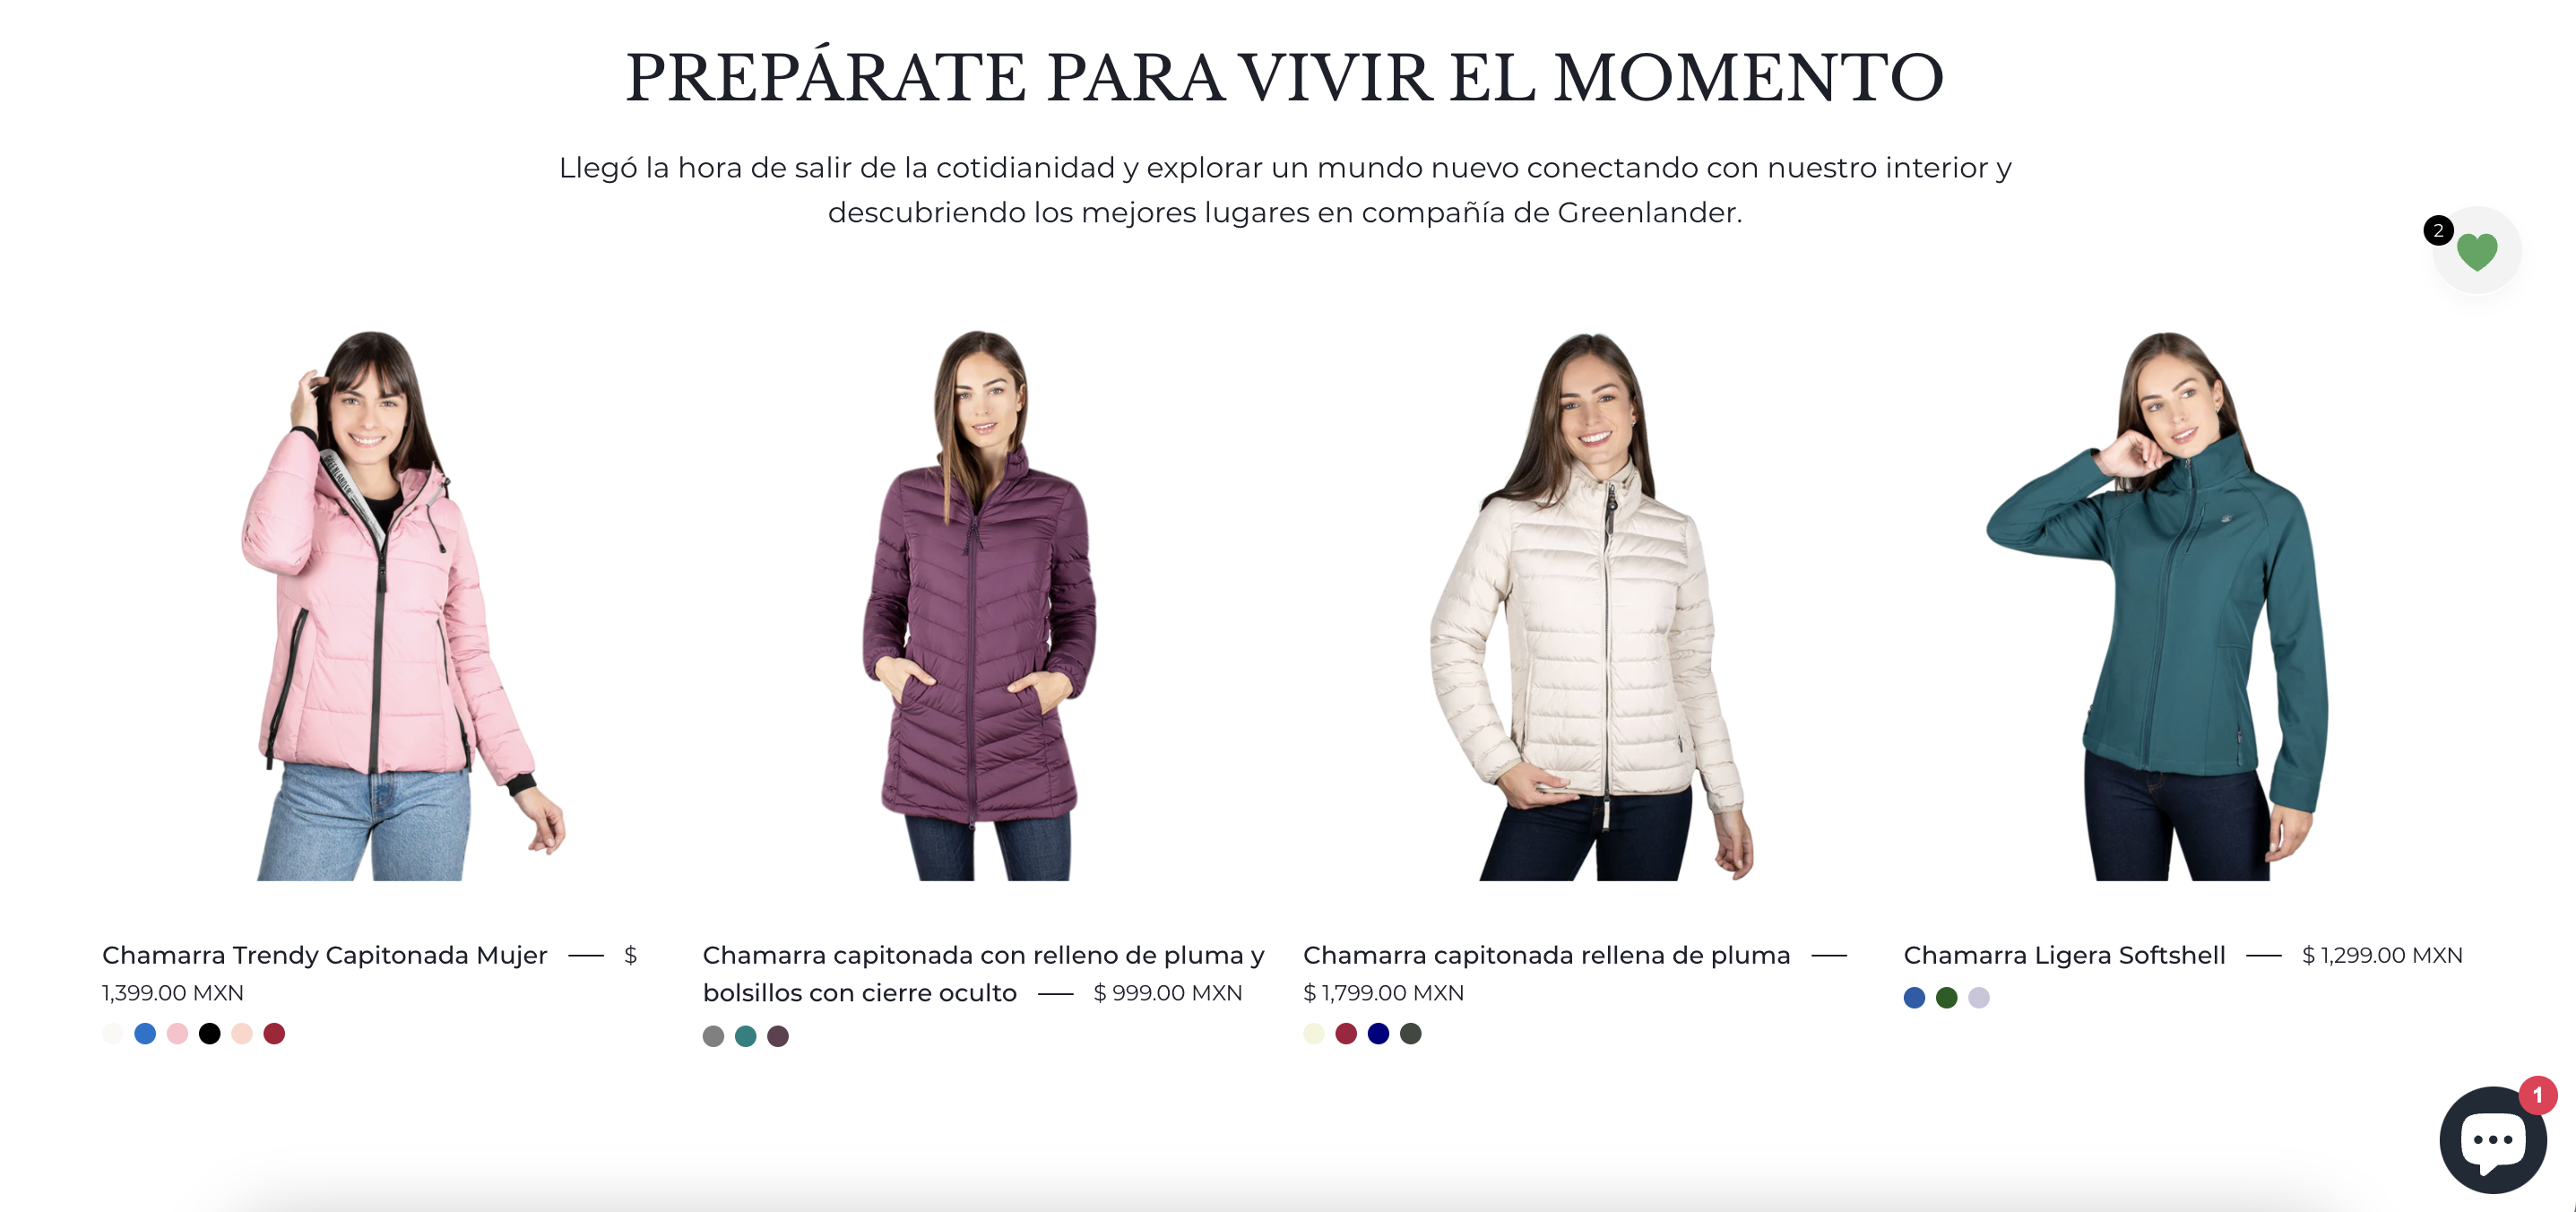 PREPÁRATE PARA VIVIR EL MOMENTO
Llegó la hora de salir de la cotidianidad y explorar un mundo nuevo conectando con nuestro interior y
descubriendo los mejores lugares en compañía de Greenlander.
2
Chamarra Trendy Capitonada Mujer — $
1,399.00 MXN
Chamarra capitonada con relleno de pluma y
bolsillos con cierre oculto — $ 999.00 MXN
Chamarra capitonada rellena de pluma —
$ 1,799.00 MXN
Chamarra Ligera Softshell — $ 1,299.00 MXN
1